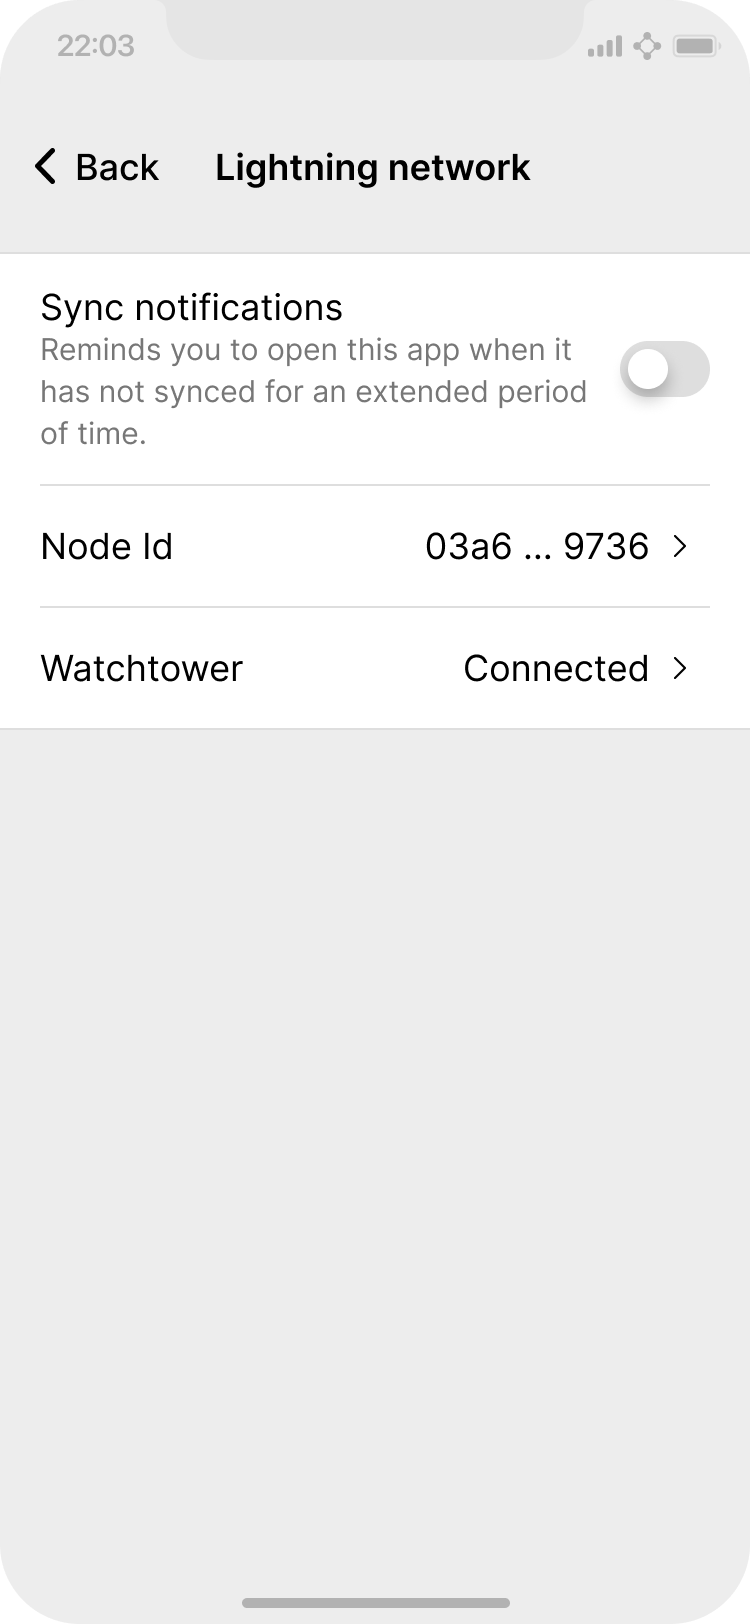 22:03
Back Lightning network
Sync notifications
Reminds you to open this app when it
has not synced for an extended period
of time.
Node Id 03a6 ... 9736
Watchtower Connected